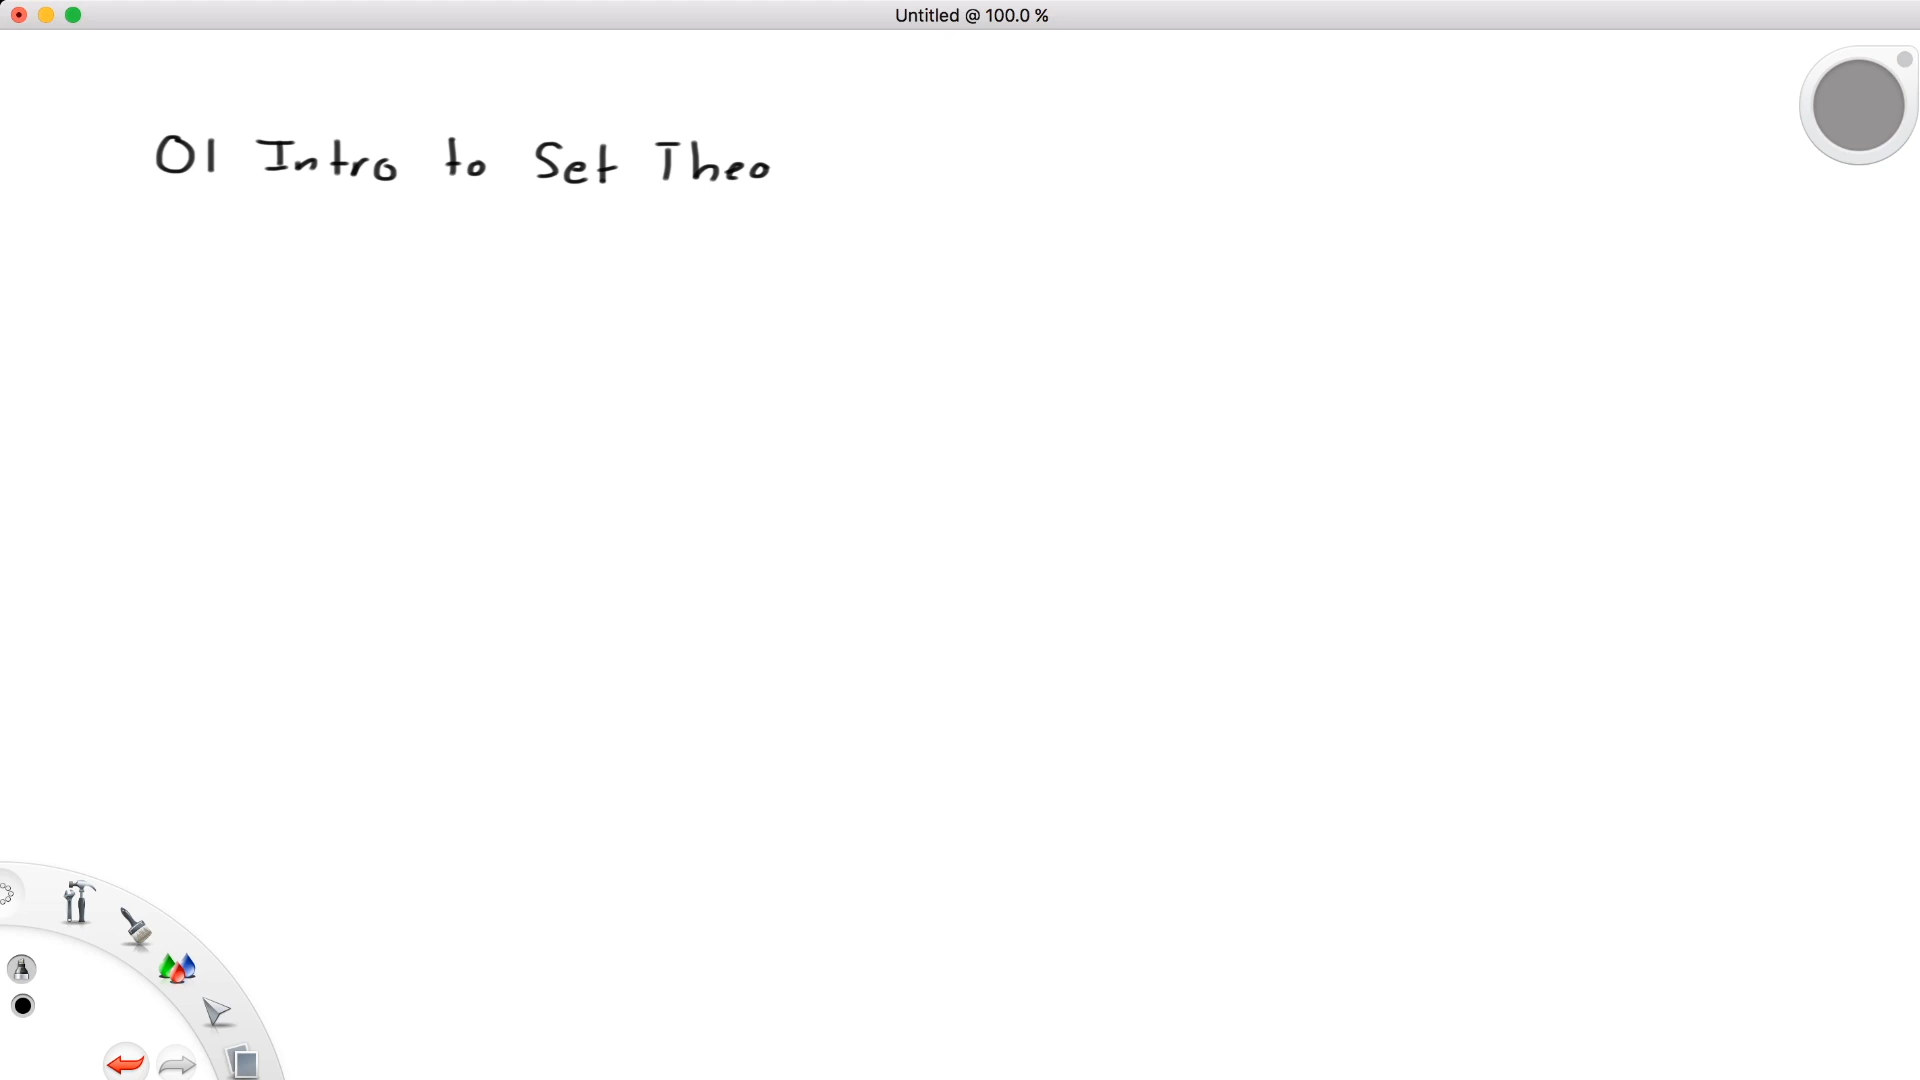 Untitled @ 100.0 %
01 Intro to Set Theo